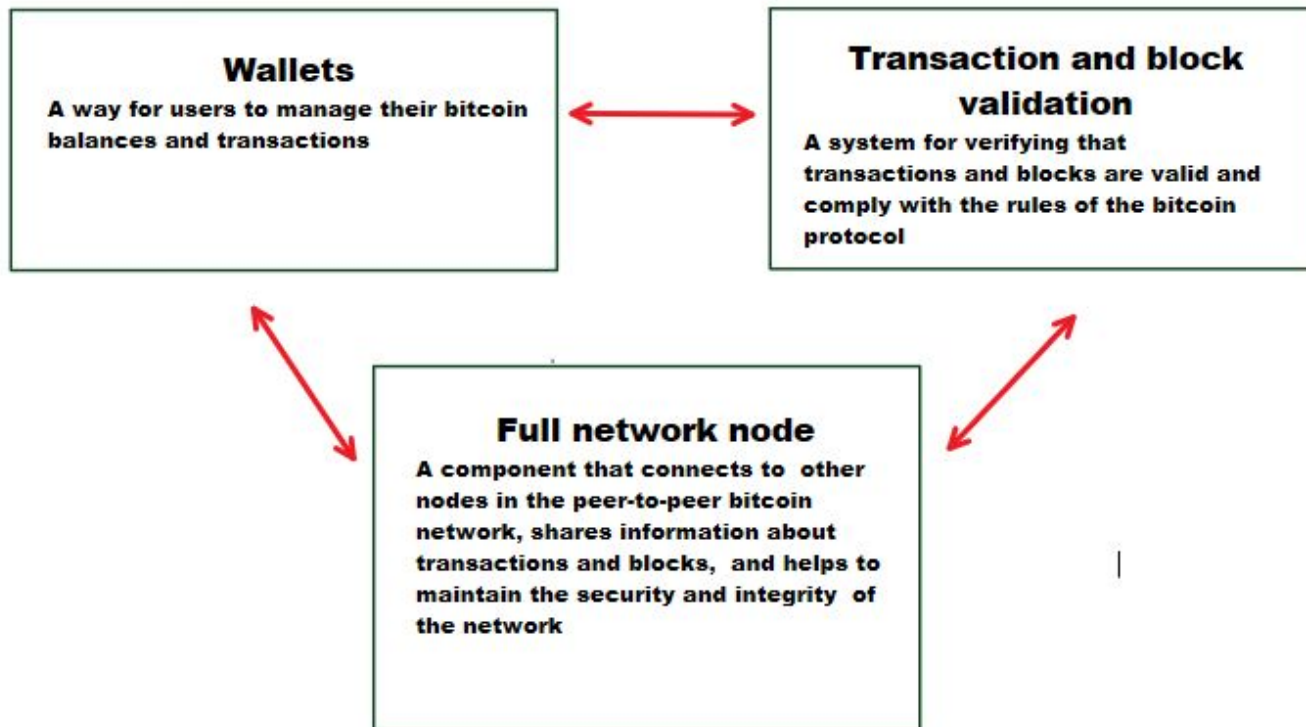 Wallets
A way for users to manage their bitcoin
balances and transactions
Transaction and block
validation
A system for verifying that
transactions and blocks are valid and
comply with the rules of the bitcoin
protocol
Full network node
A component that connects to other
nodes in the peer-to-peer bitcoin
network, shares information about
transactions and blocks, and helps to
maintain the security and integrity of
the network